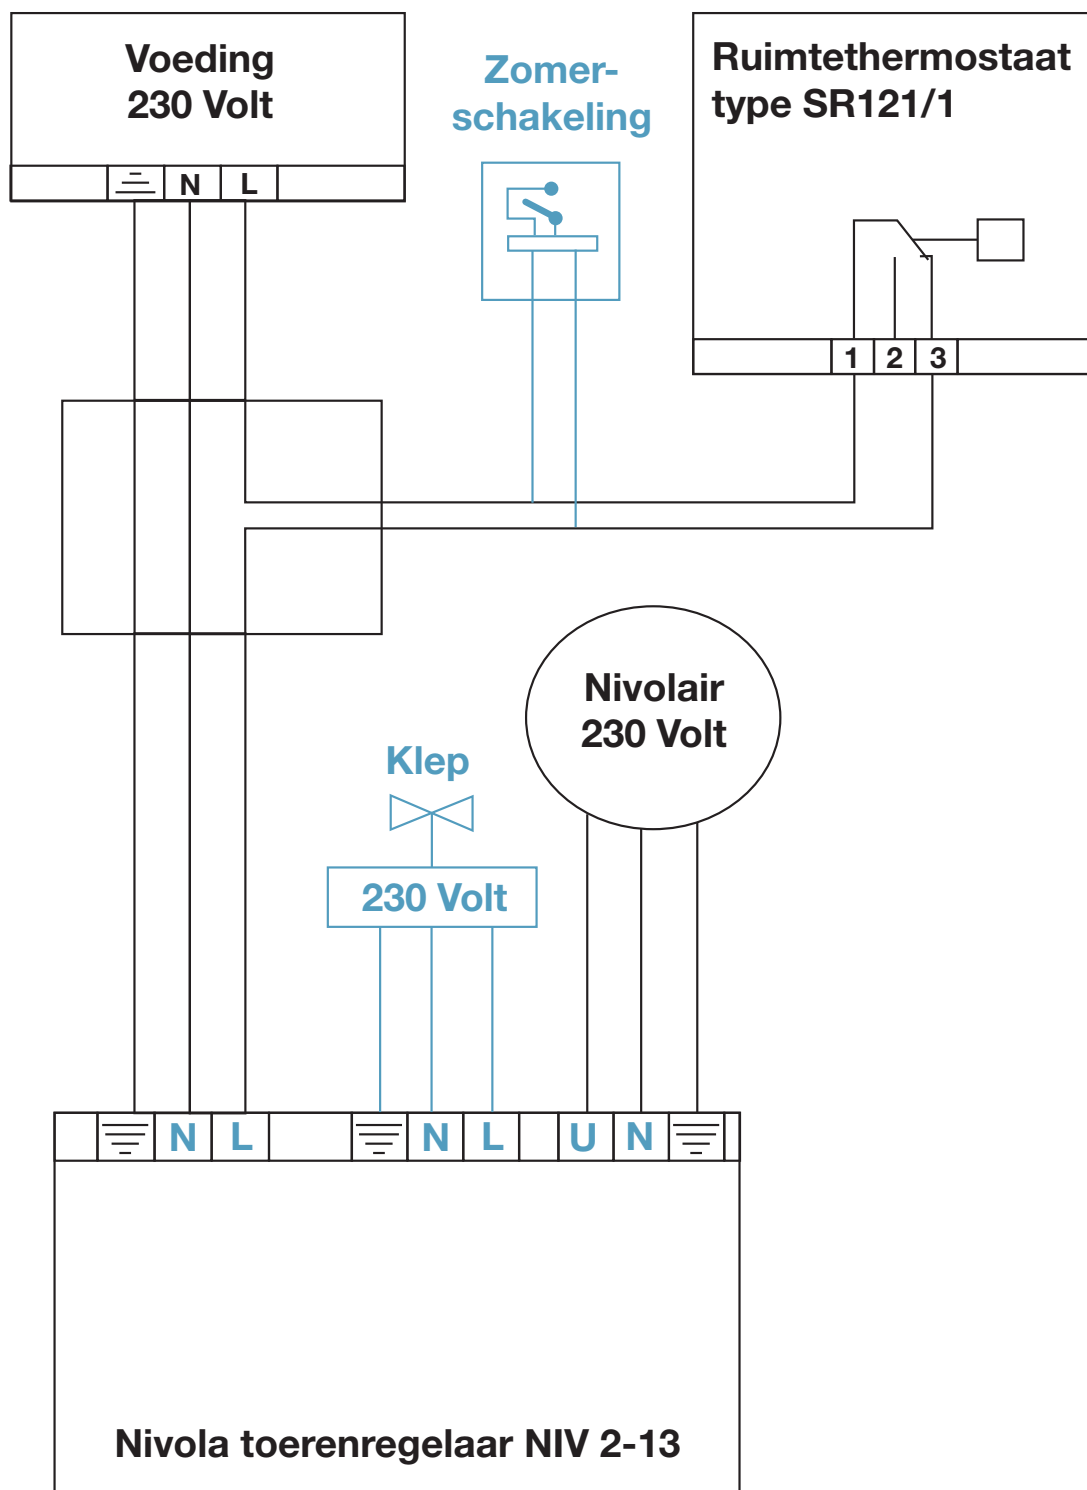 Voeding
230 Volt
N L
Zomer-
schakeling
Ruimtethermostaat
type SR121/1
1 2 3
Nivolair
230 Volt
Klep
230 Volt
N L N L U N
Nivola toerenregelaar NIV 2-13